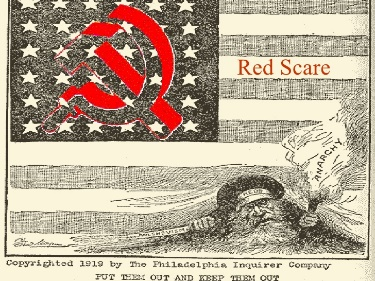 Red Scare
ANARCHY
Copyrighted 1919 by The Philadelphia Inquirer Company
PUT THEM OUT AND KEEP THEM OUT